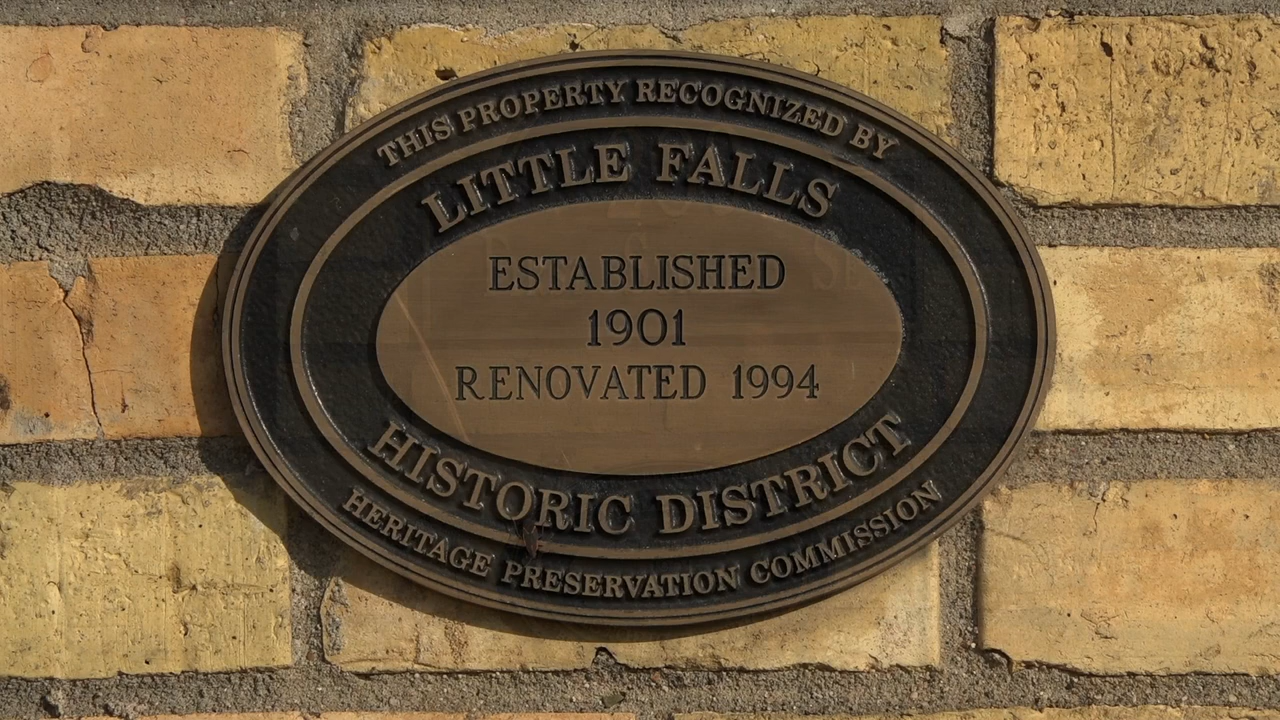 THIS PROPERTY RECOGNIZED BY
LITTLE FALLS
ESTABLISHED
1901
RENOVATED 1994
HISTORIC DISTRICT
HERITAGE PRESERVATION COMMISSION